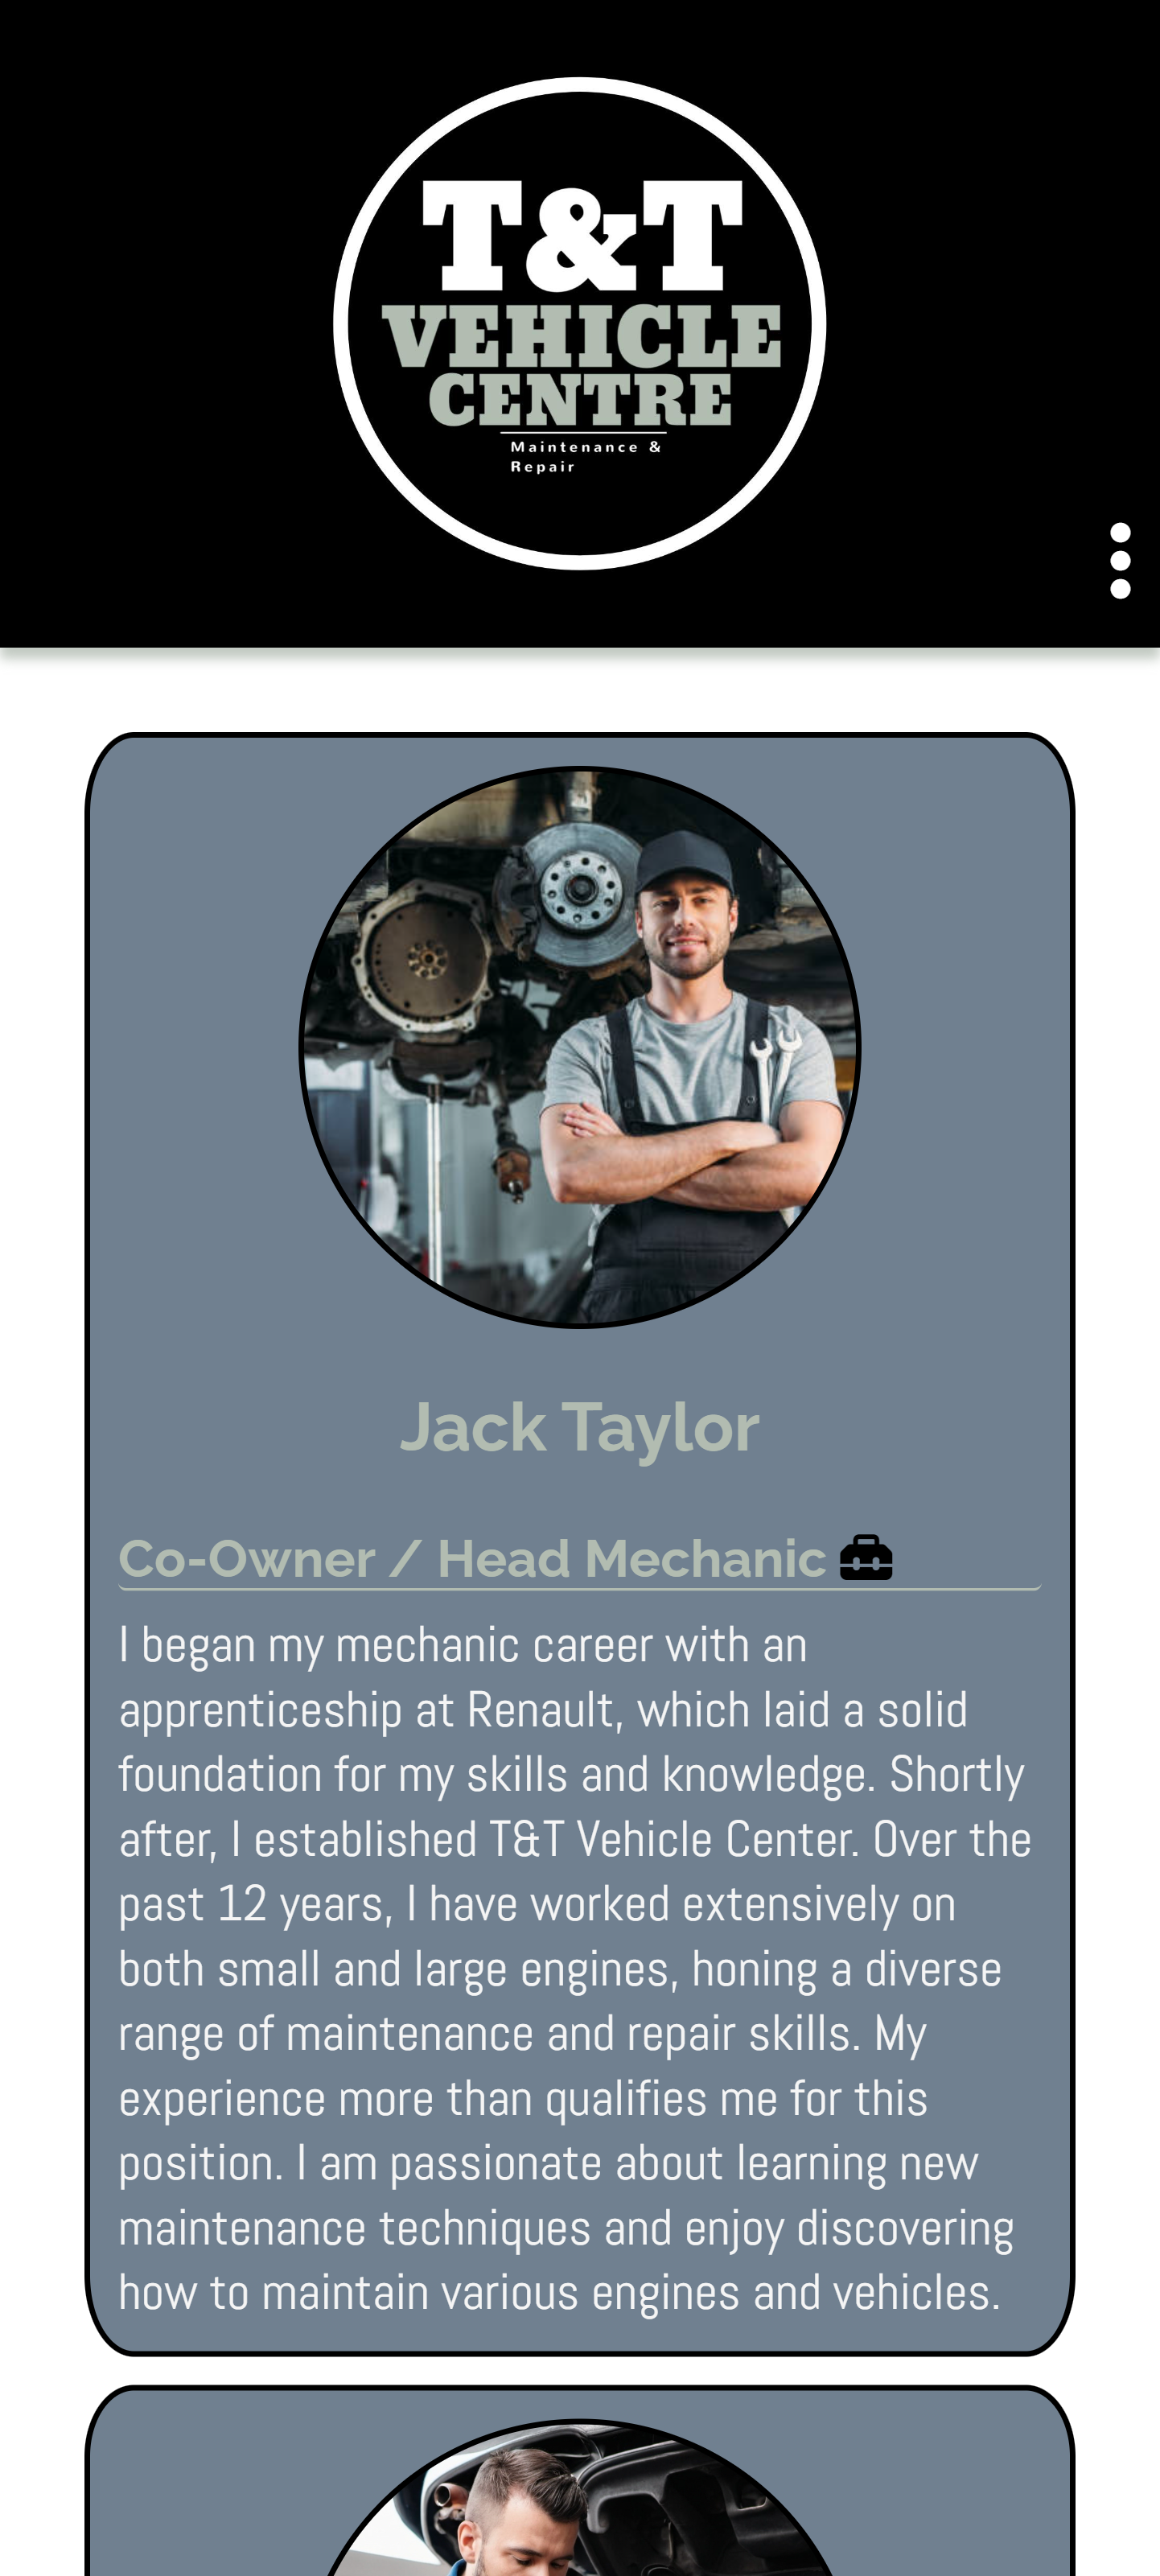 T&T
VEHICLE
CENTRE
Maintenance &
Repair
Jack Taylor
Co-Owner / Head Mechanic
I began my mechanic career with an
apprenticeship at Renault, which laid a solid
foundation for my skills and knowledge. Shortly
after, I established T&T Vehicle Center. Over the
past 12 years, I have worked extensively on
both small and large engines, honing a diverse
range of maintenance and repair skills. My
experience more than qualifies me for this
position. I am passionate about learning new
maintenance techniques and enjoy discovering
how to maintain various engines and vehicles.